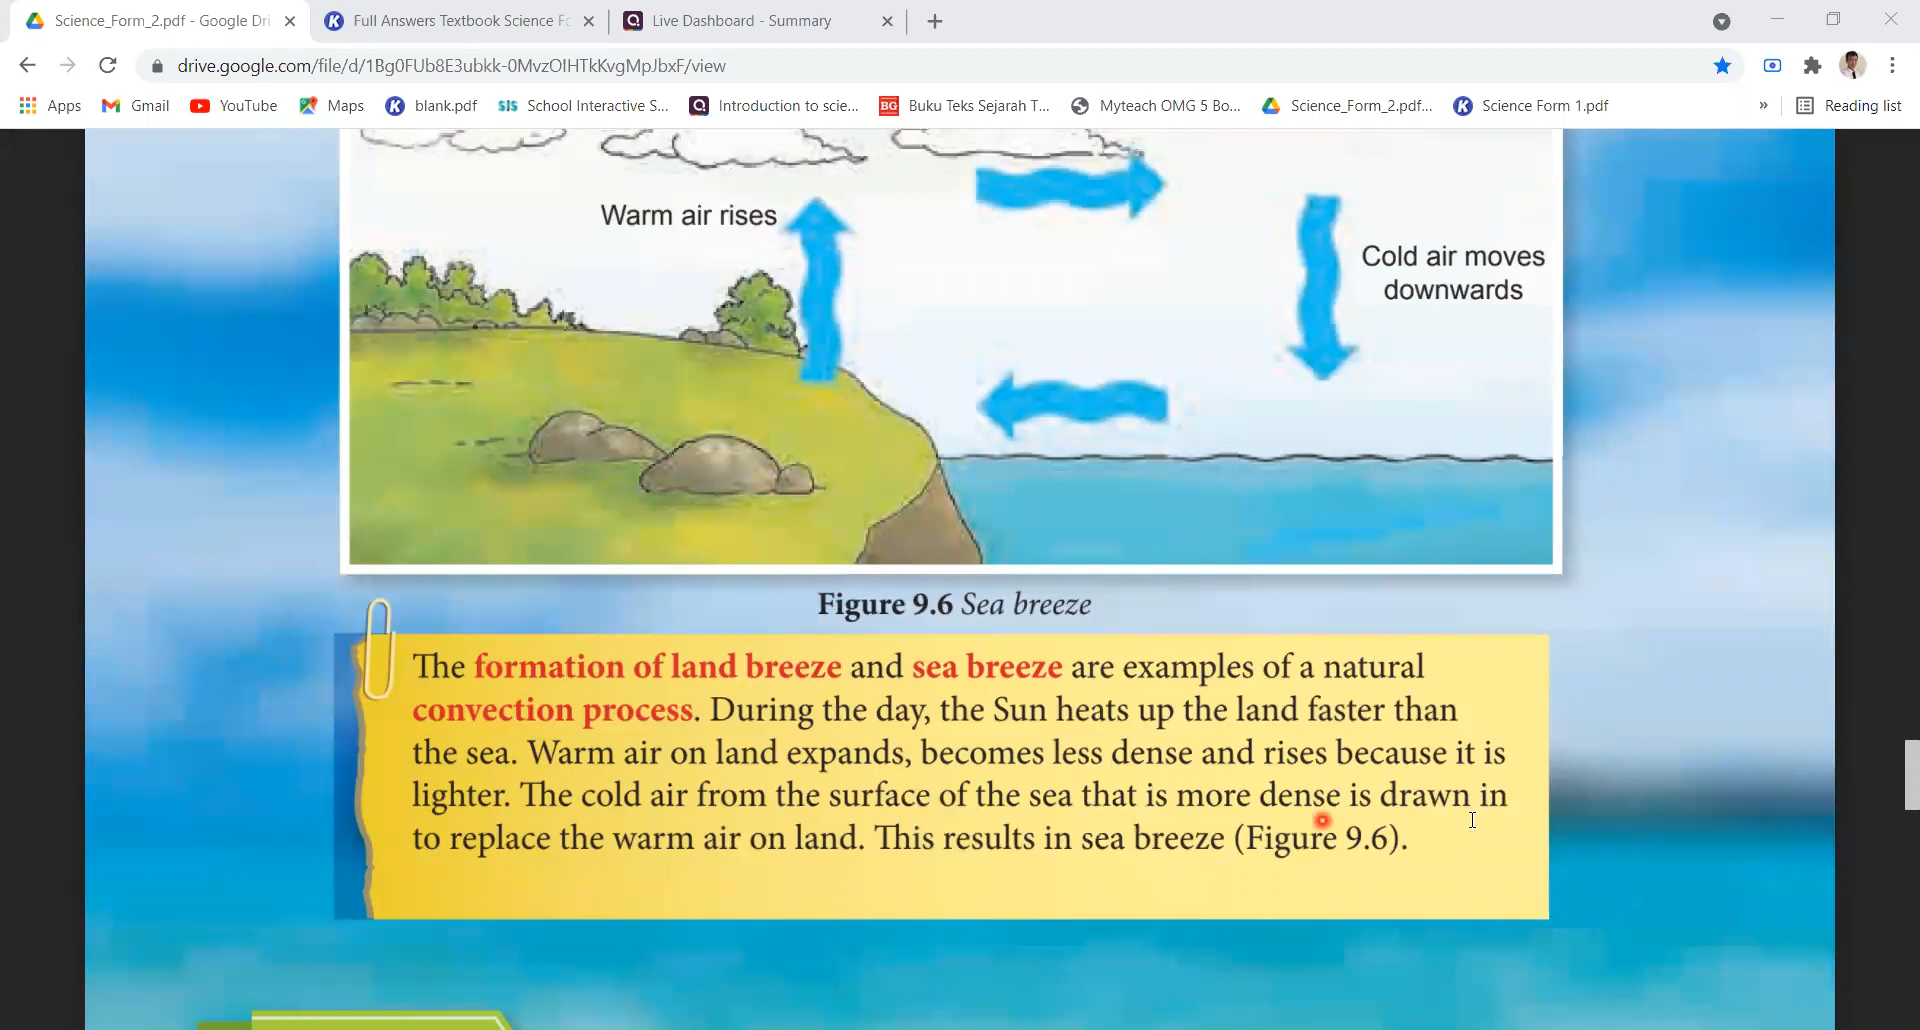 Science_Form_2.pdf - Google Dri
Full Answers Textbook Science Fo
Live Dashboard - Summary
drive.google.com/file/d/1Bg0FUb8E3ubkk-0MvzOIHTkKvgMpJbxF/view
Apps
Gmail
YouTube
Maps
blank.pdf
SIS School Interactive S...
Introduction to scie...
BG Buku Teks Sejarah T...
Myteach OMG 5 Bo...
Science_Form_2.pdf...
Science Form 1.pdf
»
Reading list
Warm air rises
Cold air moves
downwards
Figure 9.6 Sea breeze
The formation of land breeze and sea breeze are examples of a natural
convection process. During the day, the Sun heats up the land faster than
the sea. Warm air on land expands, becomes less dense and rises because it is
lighter. The cold air from the surface of the sea that is more dense is drawn in
to replace the warm air on land. This results in sea breeze (Figure 9.6).